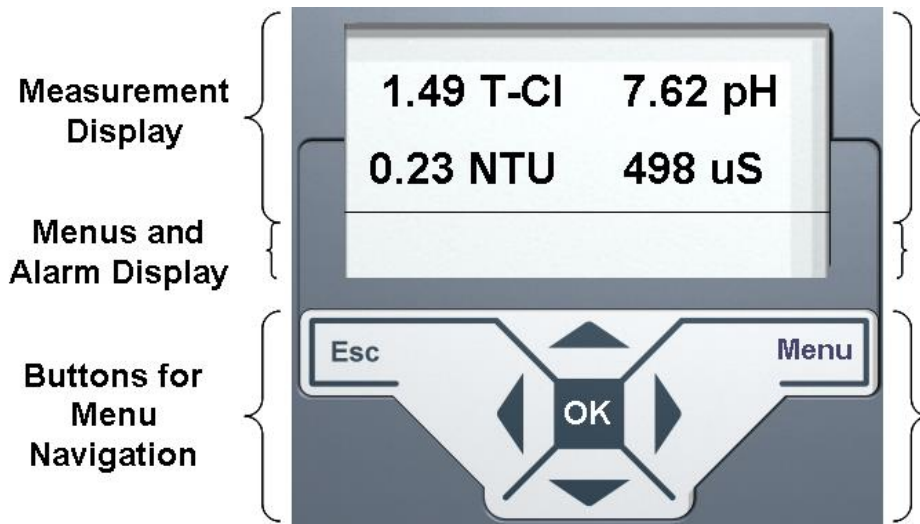 Measurement
Display
1.49 T-Cl 7.62 pH
0.23 NTU 498 uS
Menus and
Alarm Display
Buttons for
Menu
Navigation
Esc
Menu
OK